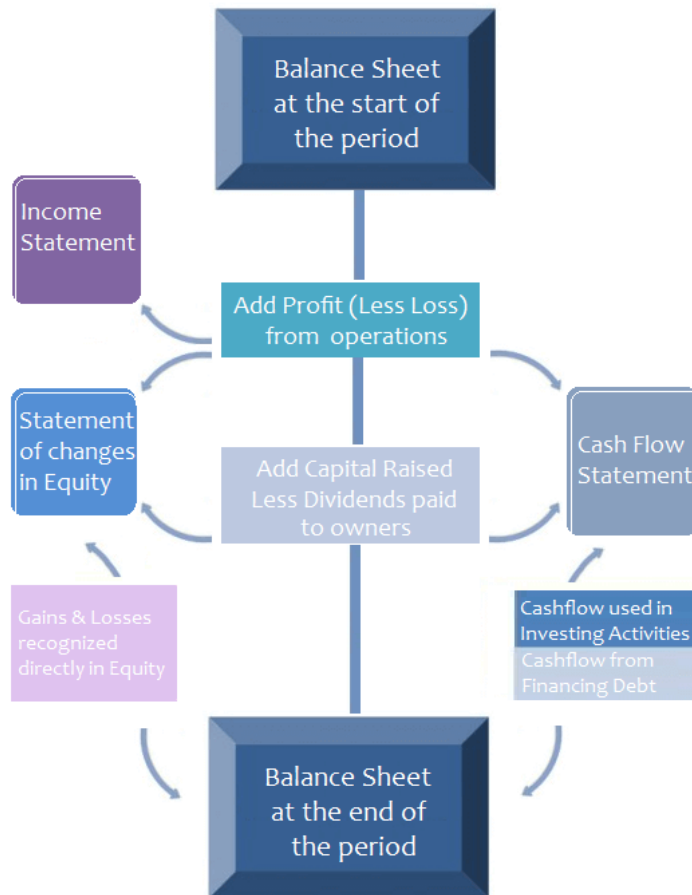 Balance Sheet
at the start of
the period
Income
Statement
Add Profit (Less Loss)
from operations
Statement
of changes
in Equity
Add Capital Raised
Less Dividends paid
to owners
Cash Flow
Statement
Gains & Losses
recognized
directly in Equity
Cashflow used in
Investing Activities
Cashflow from
Financing Debt
Balance Sheet
at the end of
the period